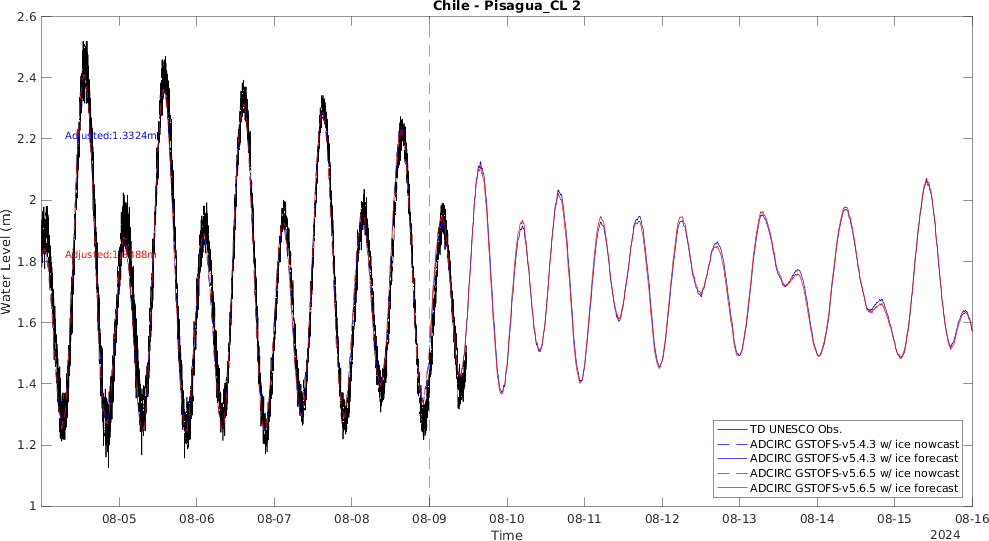 Chile - Pisagua_CL 2
2.6
2.4
2.2
2
1.8
1.6
1.4
1.2
1
Water Level (m)
Adjusted:1.3324m
08-05
08-06
08-07
08-08
08-09
08-10
08-11
08-12
08-13
08-14
08-15
08-16
Time
2024
TD UNESCO Obs.
ADCIRC GSTOFS-v5.4.3 w/ ice nowcast
ADCIRC GSTOFS-v5.4.3 w/ ice forecast
ADCIRC GSTOFS-v5.6.5 w/ ice nowcast
ADCIRC GSTOFS-v5.6.5 w/ ice forecast